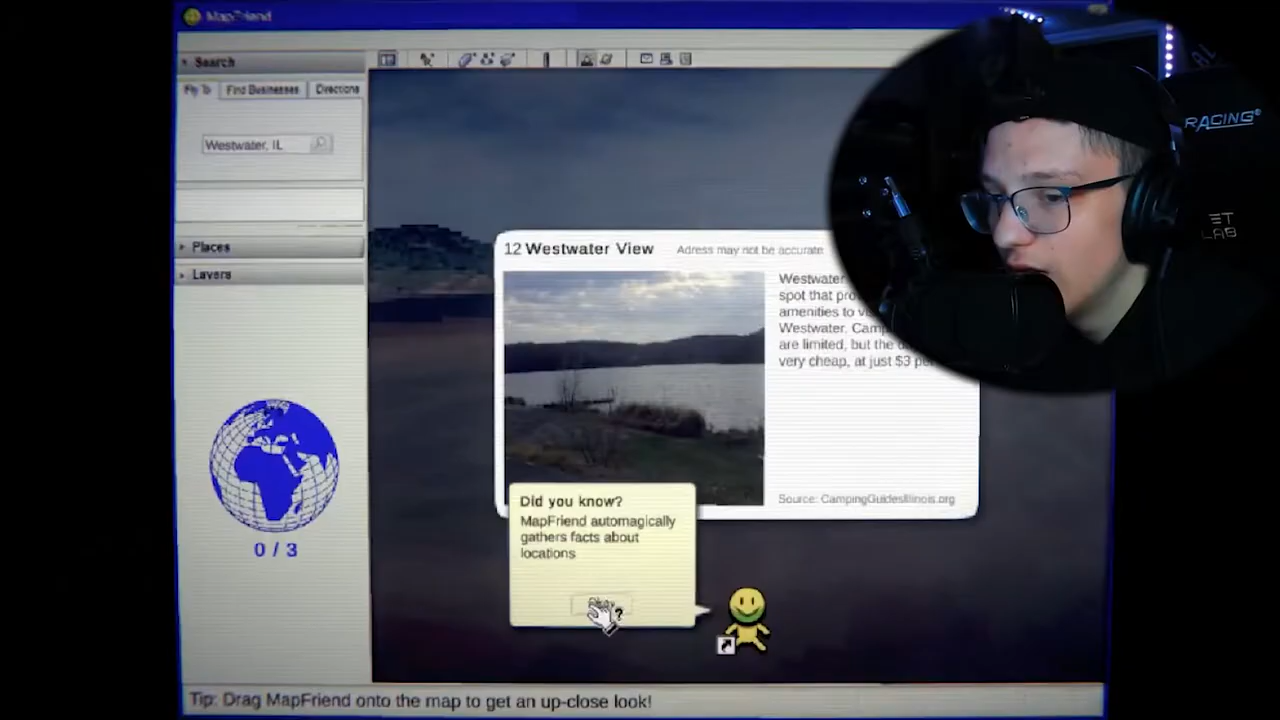 MapFriend
Search
Fly To
Find Businesses
Directions
Westwater, IL
Places
Layers
0 / 3
12 Westwater View
Adress may not be accurate
Westwater
spot that
amenities to
Westwater.
are limited, but the
very cheap, at just $3
Source: CampingGuidesIllinois.org
Did you know?
MapFriend automagically
gathers facts about
locations
?
Tip: Drag MapFriend onto the map to get an up-close look!
RACING
ET
LAB